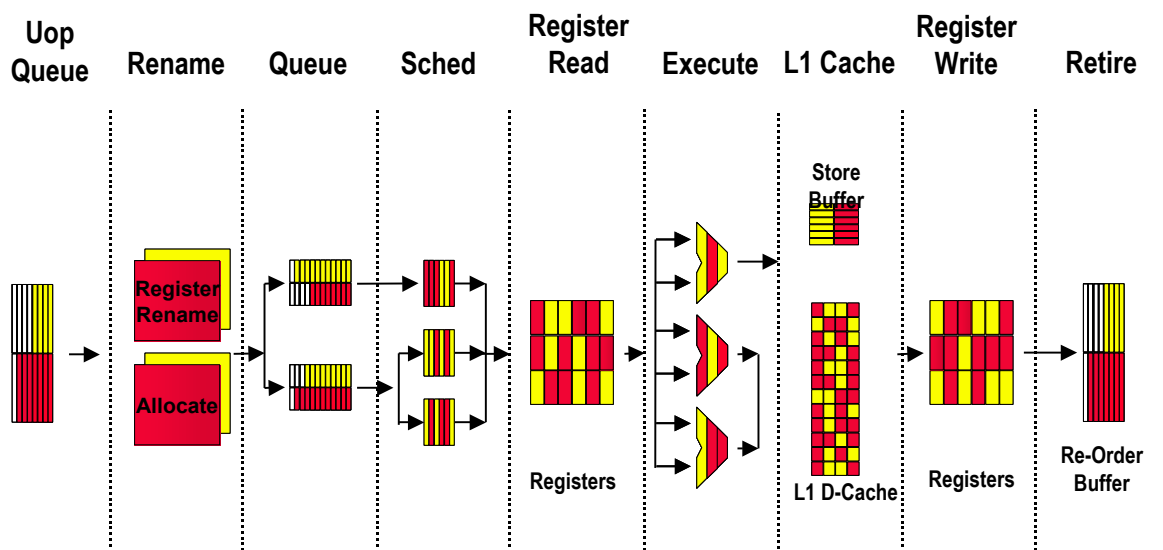 Uop
Queue
Rename
Queue
Sched
Register
Read
Execute
L1 Cache
Register
Write
Retire
Store
Buffer
Register
Rename
Allocate
Registers
L1 D-Cache
Registers
Re-Order
Buffer